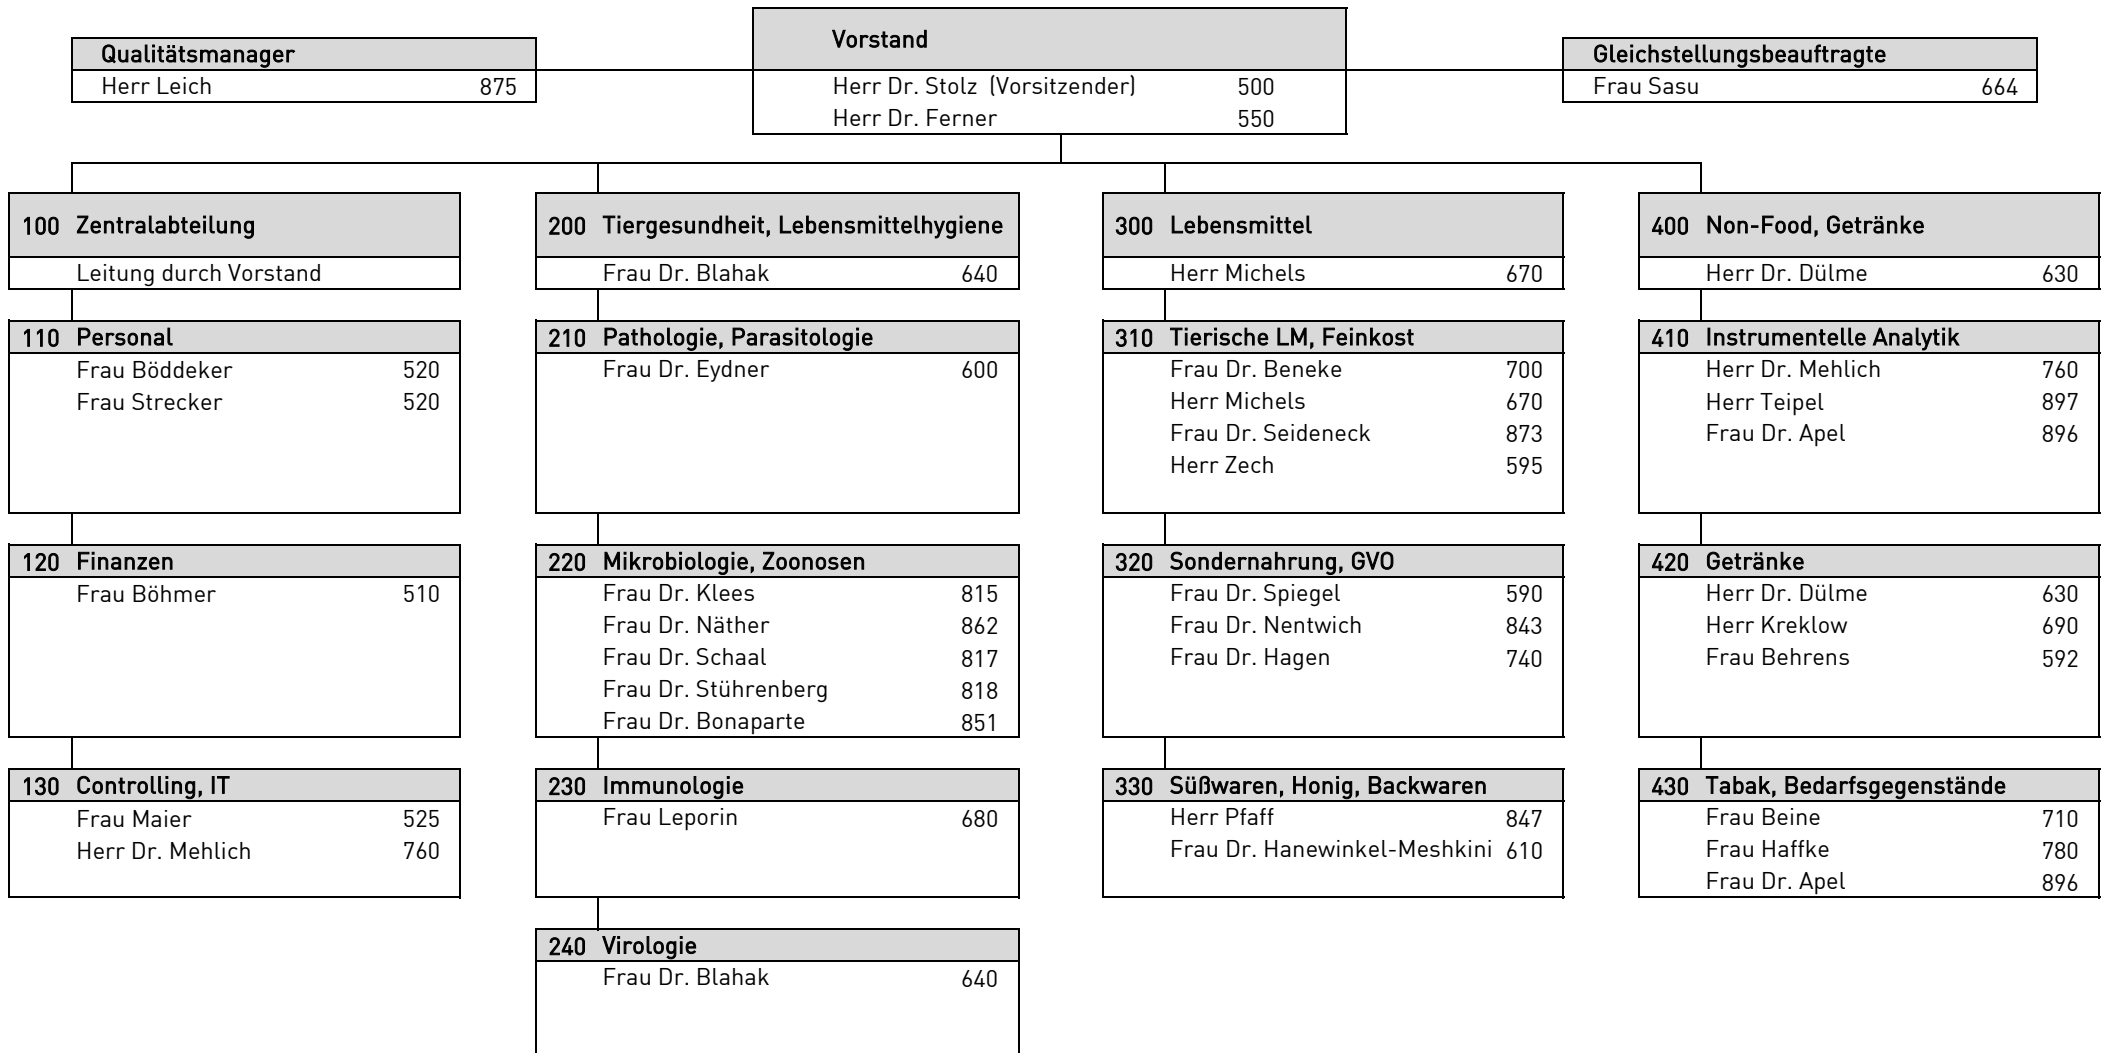 Qualitätsmanager
Herr Leich 875
Vorstand
Herr Dr. Stolz (Vorsitzender) 500
Herr Dr. Ferner 550
Gleichstellungsbeauftragte
Frau Sasu 664
100 Zentralabteilung
Leitung durch Vorstand
110 Personal
Frau Böddeker 520
Frau Strecker 520
120 Finanzen
Frau Böhmer 510
130 Controlling, IT
Frau Maier 525
Herr Dr. Mehlich 760
200 Tiergesundheit, Lebensmittelhygiene
Frau Dr. Blahak 640
210 Pathologie, Parasitologie
Frau Dr. Eydner 600
220 Mikrobiologie, Zoonosen
Frau Dr. Klees 815
Frau Dr. Näther 862
Frau Dr. Schaal 817
Frau Dr. Stührenberg 818
Frau Dr. Bonaparte 851
230 Immunologie
Frau Leporin 680
240 Virologie
Frau Dr. Blahak 640
300 Lebensmittel
Herr Michels 670
310 Tierische LM, Feinkost
Frau Dr. Beneke 700
Herr Michels 670
Frau Dr. Seideneck 873
Herr Zech 595
320 Sondernahrung, GVO
Frau Dr. Spiegel 590
Frau Dr. Nentwich 843
Frau Dr. Hagen 740
330 Süßwaren, Honig, Backwaren
Herr Pfaff 847
Frau Dr. Hanewinkel-Meshkini 610
400 Non-Food, Getränke
Herr Dr. Dülme 630
410 Instrumentelle Analytik
Herr Dr. Mehlich 760
Herr Teipel 897
Frau Dr. Apel 896
420 Getränke
Herr Dr. Dülme 630
Herr Kreklow 690
Frau Behrens 592
430 Tabak, Bedarfsgegenstände
Frau Beine 710
Frau Haffke 780
Frau Dr. Apel 896